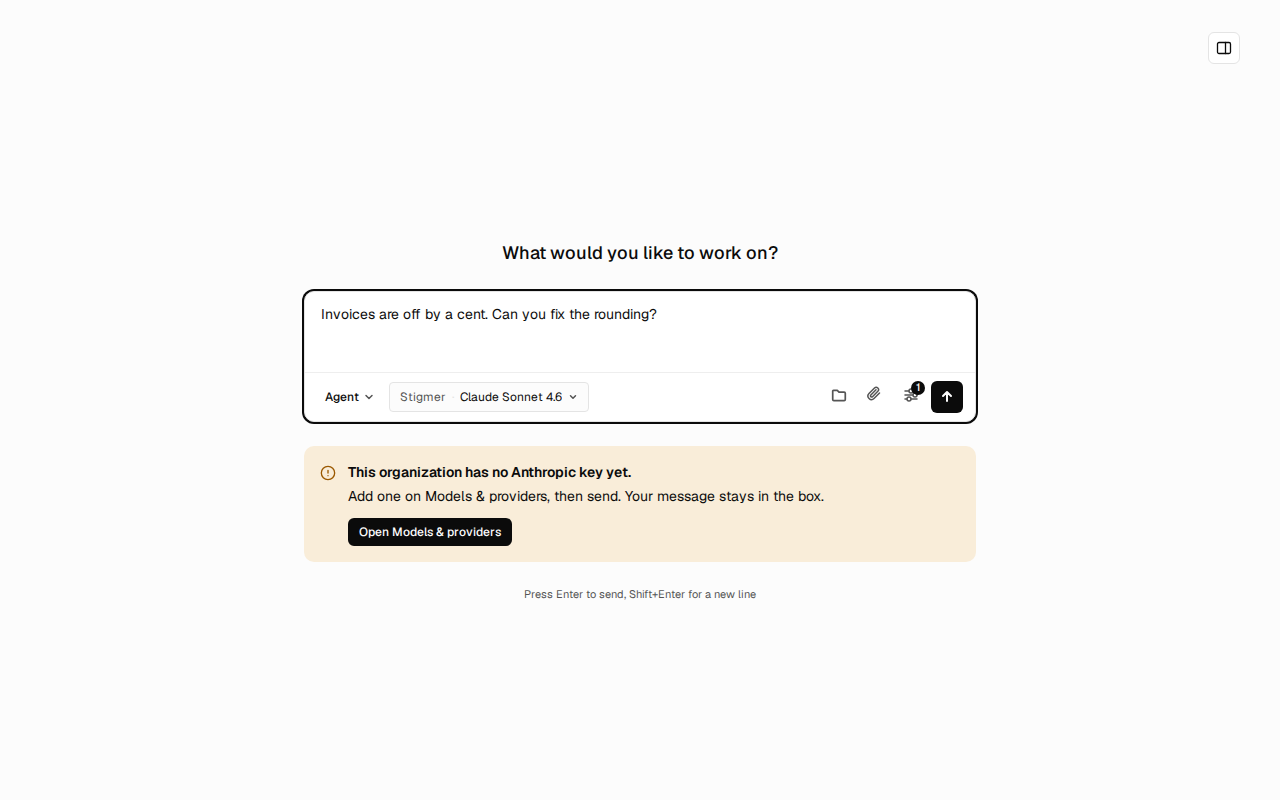 What would you like to work on?
Invoices are off by a cent. Can you fix the rounding?
Agent
Stigmer · Claude Sonnet 4.6
1
This organization has no Anthropic key yet.
Add one on Models & providers, then send. Your message stays in the box.
Open Models & providers
Press Enter to send, Shift+Enter for a new line